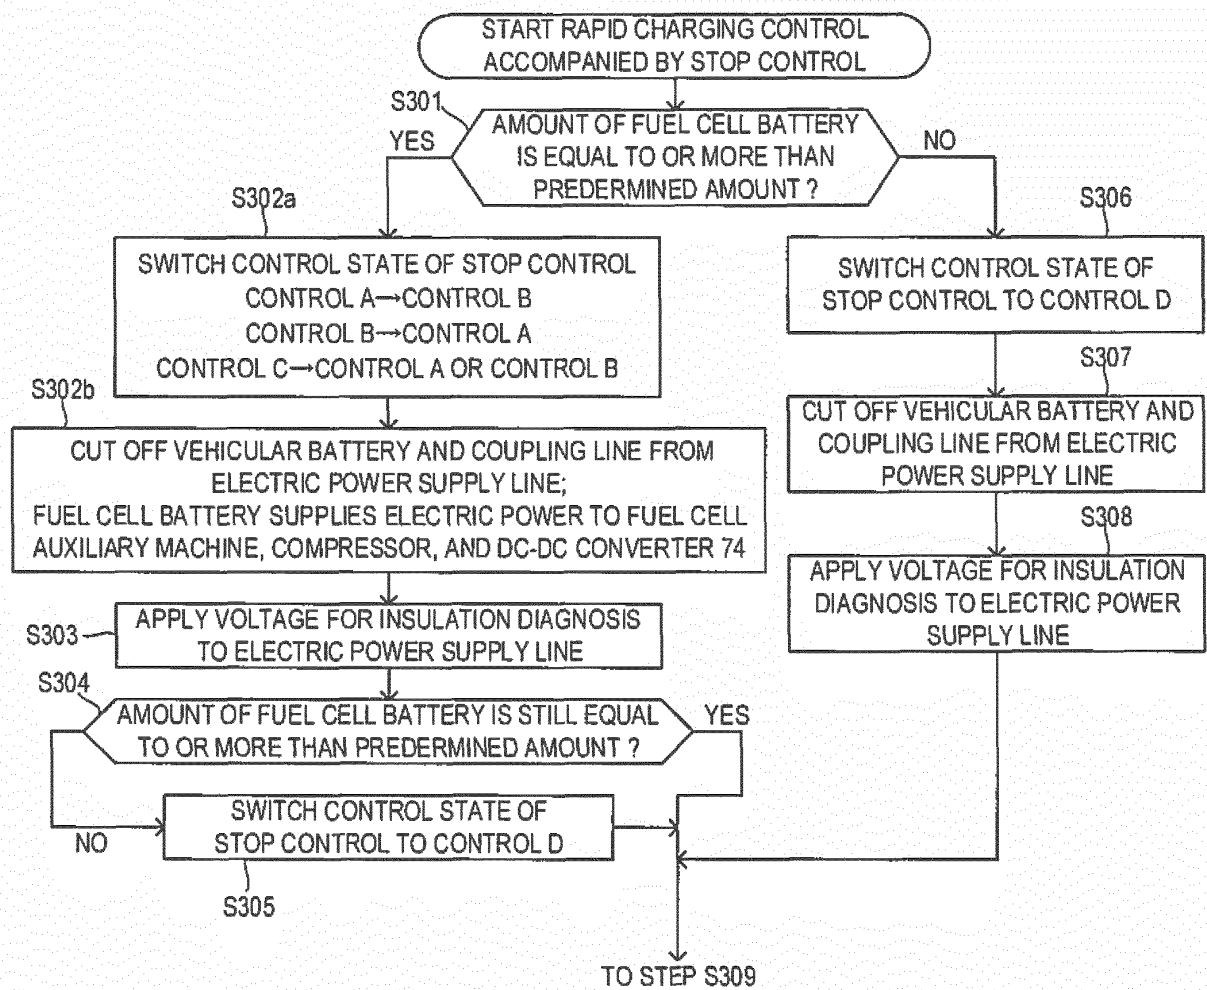 START RAPID CHARGING CONTROL
ACCOMPANIED BY STOP CONTROL
S301
AMOUNT OF FUEL CELL BATTERY
IS EQUAL TO OR MORE THAN
PREDERMINED AMOUNT ?
YES
NO
S302a
SWITCH CONTROL STATE OF STOP CONTROL
CONTROL A→CONTROL B
CONTROL B→CONTROL A
CONTROL C→CONTROL A OR CONTROL B
S302b
CUT OFF VEHICULAR BATTERY AND COUPLING LINE FROM
ELECTRIC POWER SUPPLY LINE;
FUEL CELL BATTERY SUPPLIES ELECTRIC POWER TO FUEL CELL
AUXILIARY MACHINE, COMPRESSOR, AND DC-DC CONVERTER 74
S303
APPLY VOLTAGE FOR INSULATION DIAGNOSIS
TO ELECTRIC POWER SUPPLY LINE
S304
AMOUNT OF FUEL CELL BATTERY IS STILL EQUAL
TO OR MORE THAN PREDERMINED AMOUNT ?
YES
NO
SWITCH CONTROL STATE OF
STOP CONTROL TO CONTROL D
S305
S306
SWITCH CONTROL STATE OF
STOP CONTROL TO CONTROL D
S307
CUT OFF VEHICULAR BATTERY AND
COUPLING LINE FROM ELECTRIC
POWER SUPPLY LINE
S308
APPLY VOLTAGE FOR INSULATION
DIAGNOSIS TO ELECTRIC POWER
SUPPLY LINE
TO STEP S309